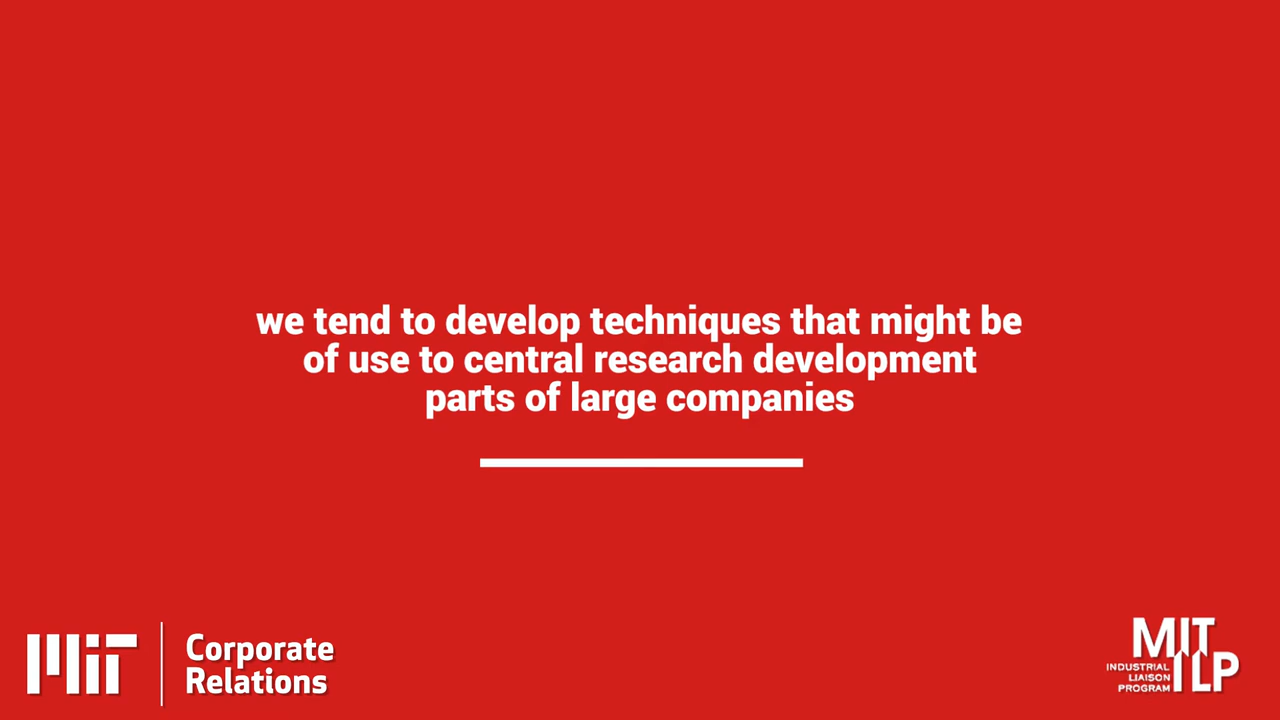 we tend to develop techniques that might be
of use to central research development
parts of large companies
MIT
Corporate
Relations
MIT
ILP
INDUSTRIAL
LIAISON
PROGRAM